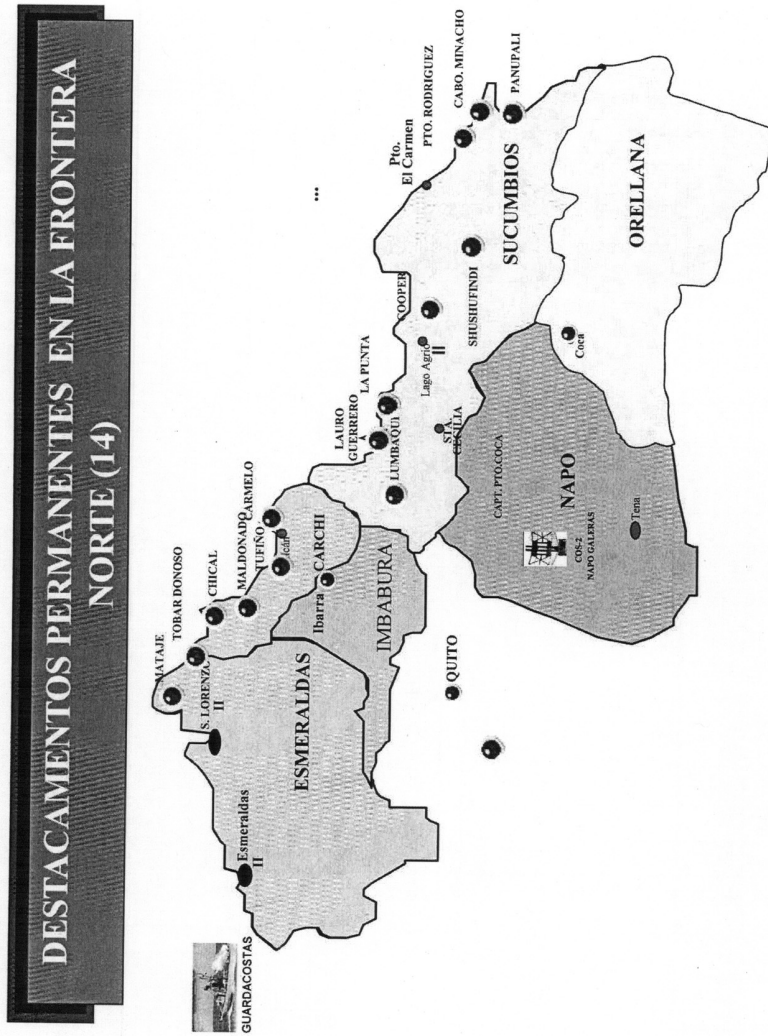 DESTACAMENTOS PERMANENTES EN LA FRONTERA
NORTE (14)
MATAJE
TOBAR DONOSO
CHICAL
MALDONADO
TUFIÑO
CARMELO
S. LORENZO
II
Esmeraldas
II
GUARDACOSTAS
ESMERALDAS
CARCHI
Ibarra
IMBABURA
QUITO
LAURO
GUERRERO
LA PUNTA
LUMBAQUI
COOPER
Lago Agrio
II
STA.
CECILIA
Pto.
El Carmen
PTO. RODRIGUEZ
CABO. MINACHO
PANUPALI
SHUSHUFINDI
SUCUMBIOS
...
ORELLANA
Coca
CAPT. PTO.COCA
NAPO
COS-2
NAPO GALERAS
Tena